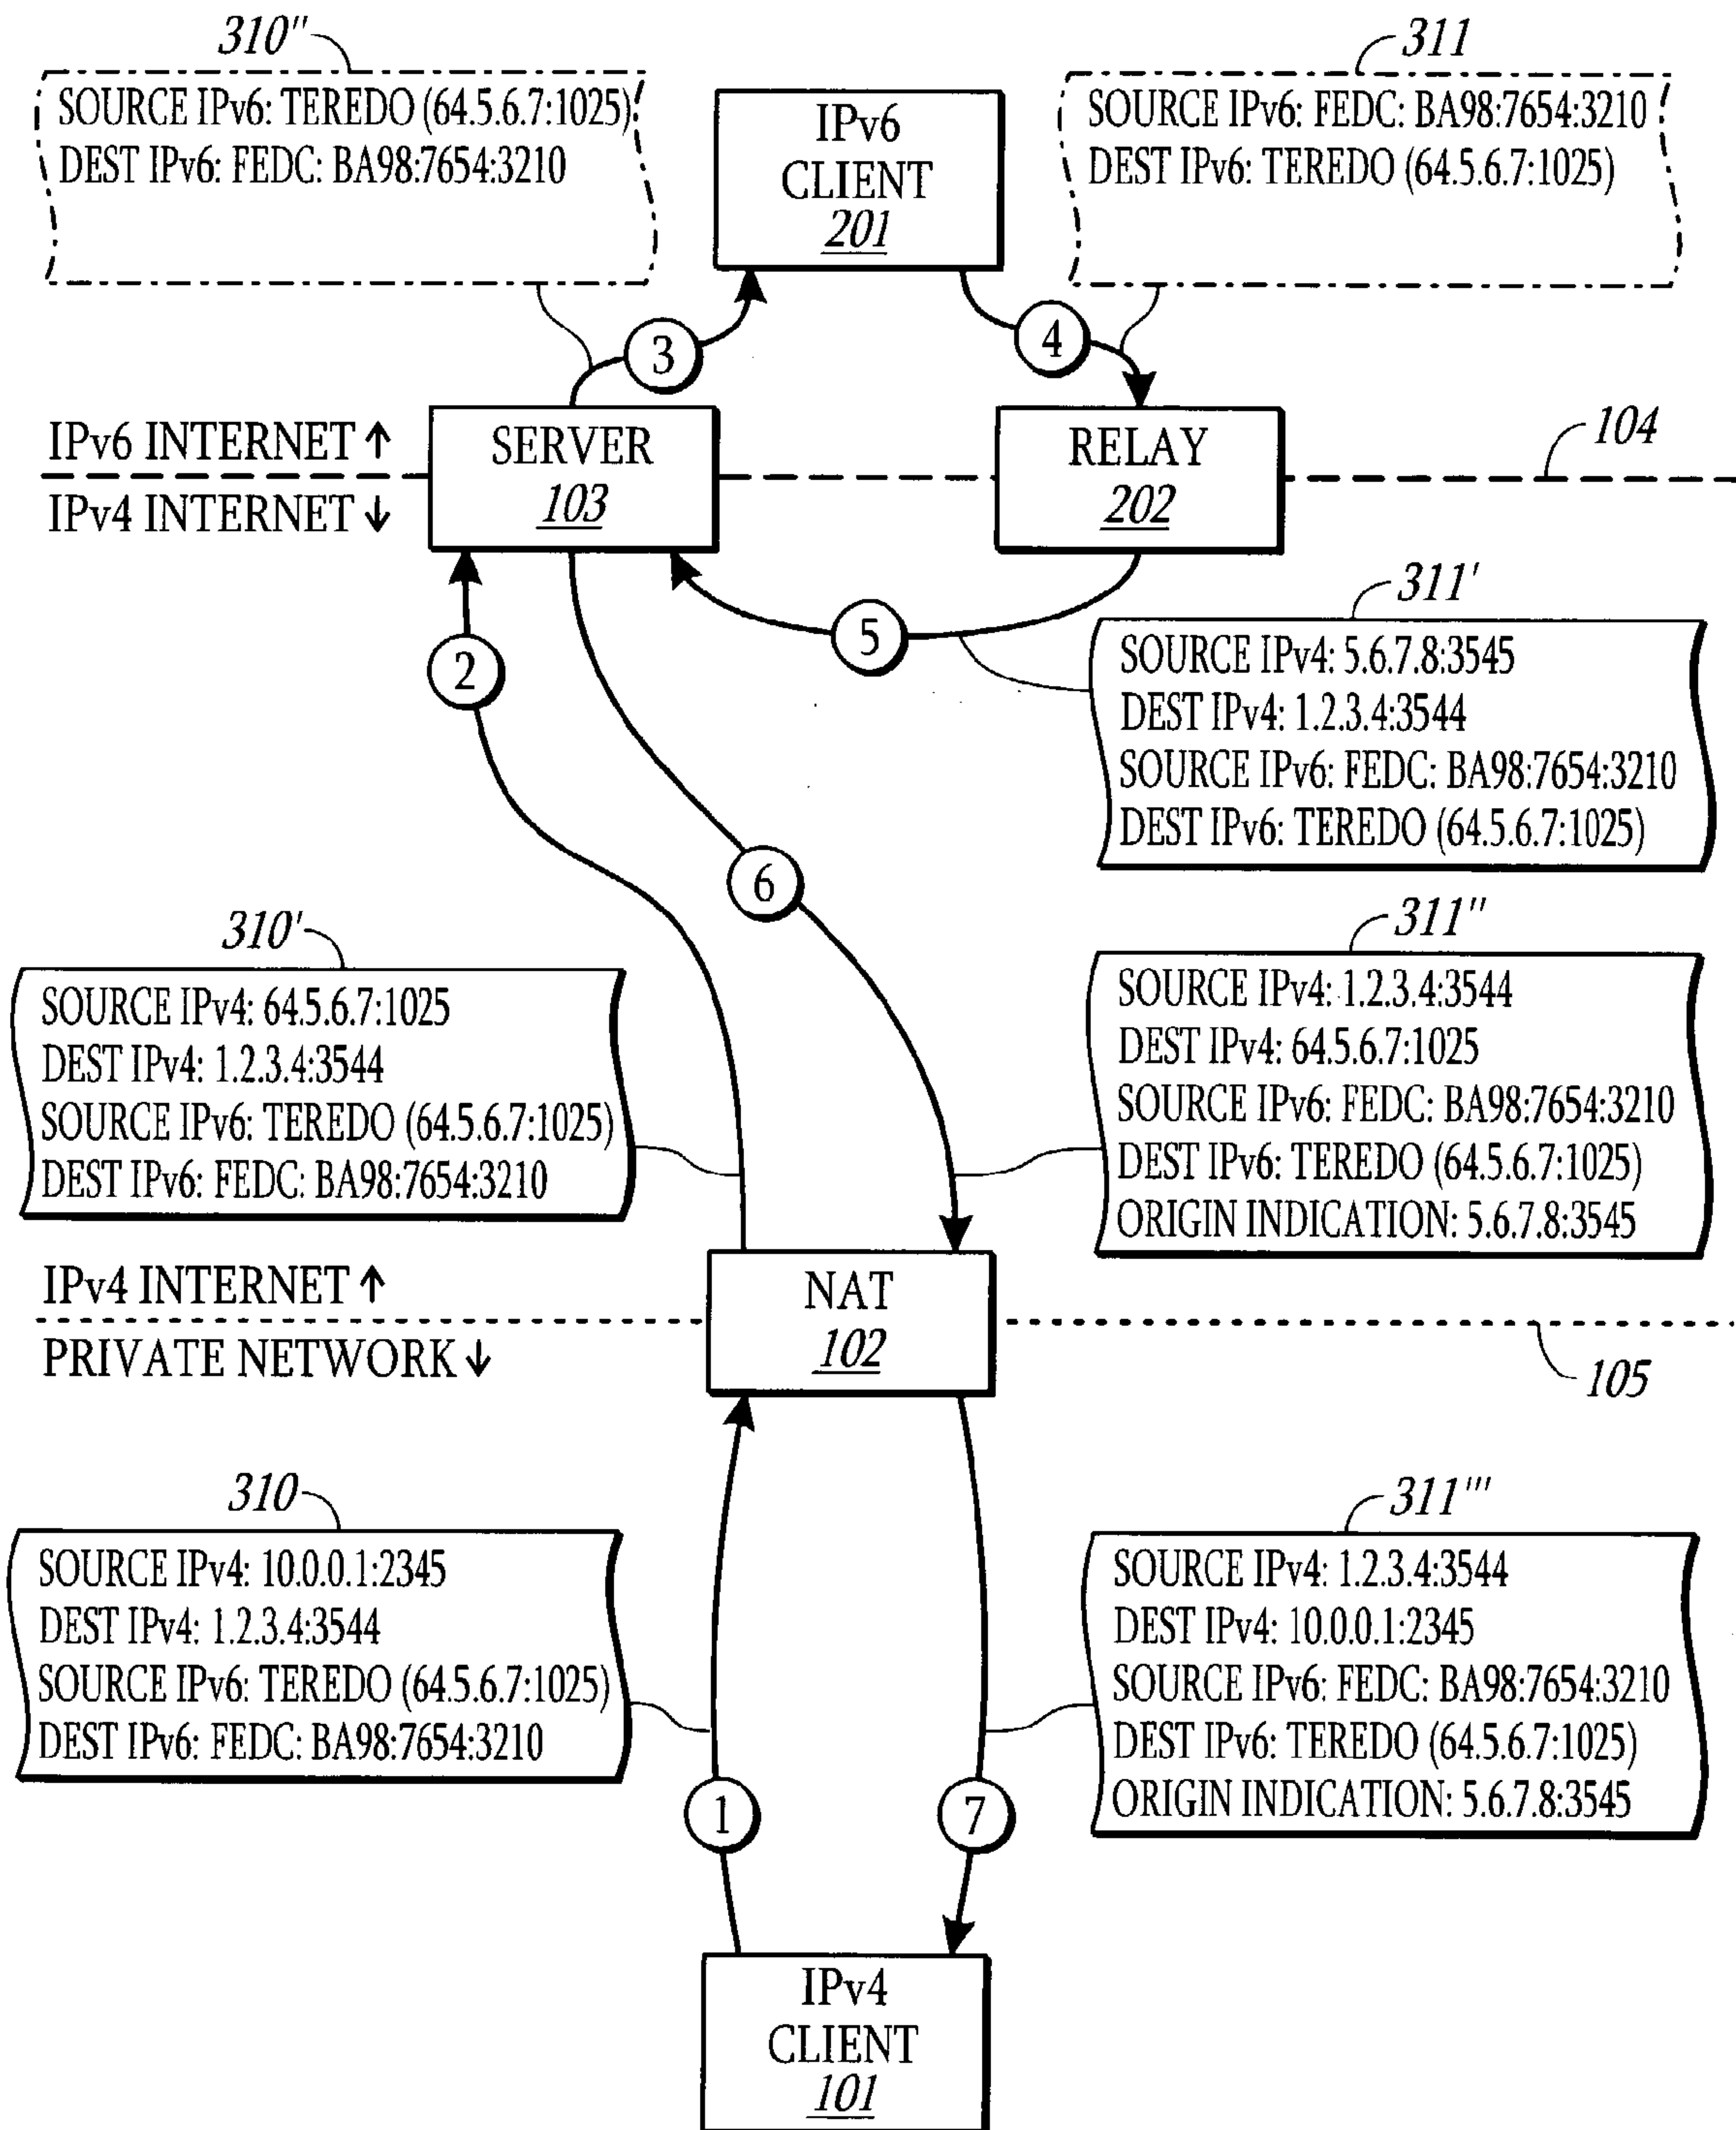 310"
311
SOURCE IPv6: TEREDO (64.5.6.7:1025)
DEST IPv6: FEDC: BA98:7654:3210
IPv6
CLIENT
201
SOURCE IPv6: FEDC: BA98:7654:3210
DEST IPv6: TEREDO (64.5.6.7:1025)
3
4
IPv6 INTERNET ↑
IPv4 INTERNET ↓
SERVER
103
RELAY
202
104
2
5
311'
SOURCE IPv4: 5.6.7.8:3545
DEST IPv4: 1.2.3.4:3544
SOURCE IPv6: FEDC: BA98:7654:3210
DEST IPv6: TEREDO (64.5.6.7:1025)
6
310'
SOURCE IPv4: 64.5.6.7:1025
DEST IPv4: 1.2.3.4:3544
SOURCE IPv6: TEREDO (64.5.6.7:1025)
DEST IPv6: FEDC: BA98:7654:3210
311"
SOURCE IPv4: 1.2.3.4:3544
DEST IPv4: 64.5.6.7:1025
SOURCE IPv6: FEDC: BA98:7654:3210
DEST IPv6: TEREDO (64.5.6.7:1025)
ORIGIN INDICATION: 5.6.7.8:3545
IPv4 INTERNET ↑
PRIVATE NETWORK ↓
NAT
102
105
310
SOURCE IPv4: 10.0.0.1:2345
DEST IPv4: 1.2.3.4:3544
SOURCE IPv6: TEREDO (64.5.6.7:1025)
DEST IPv6: FEDC: BA98:7654:3210
311'''
SOURCE IPv4: 1.2.3.4:3544
DEST IPv4: 10.0.0.1:2345
SOURCE IPv6: FEDC: BA98:7654:3210
DEST IPv6: TEREDO (64.5.6.7:1025)
ORIGIN INDICATION: 5.6.7.8:3545
1
7
IPv4
CLIENT
101